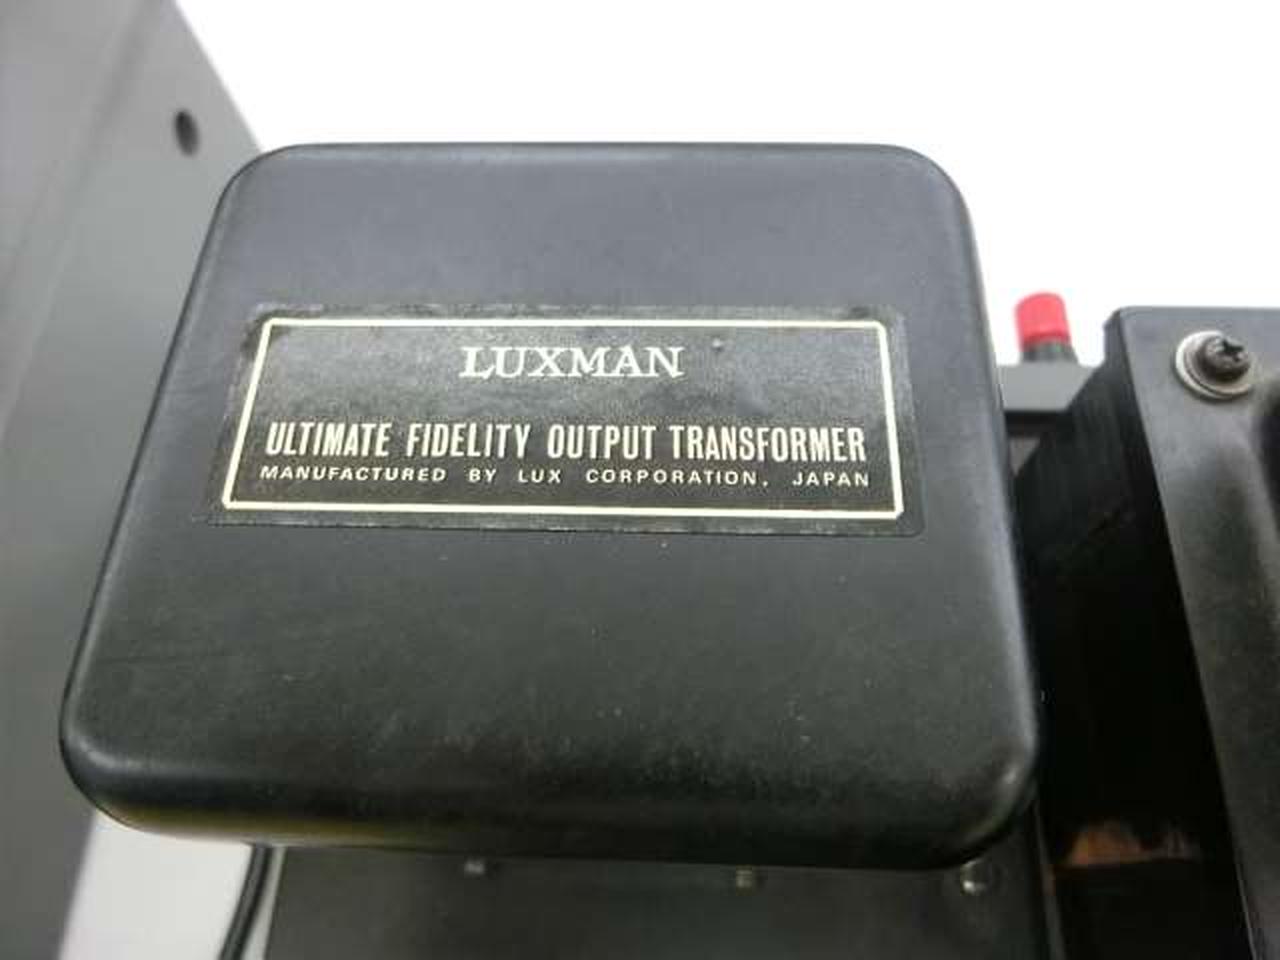 LUXMAN
ULTIMATE FIDELITY OUTPUT TRANSFORMER
MANUFACTURED BY LUX CORPORATION, JAPAN